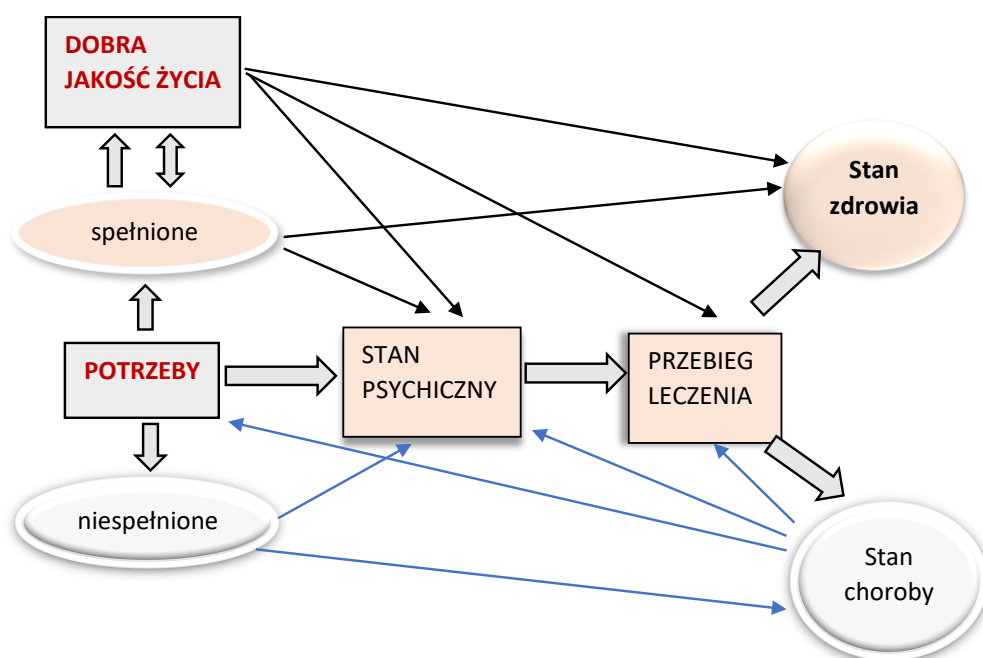 DOBRA
JAKOŚĆ ŻYCIA
Stan
zdrowia
spełnione
POTRZEBY
STAN
PSYCHICZNY
PRZEBIEG
LECZENIA
niespełnione
Stan
choroby